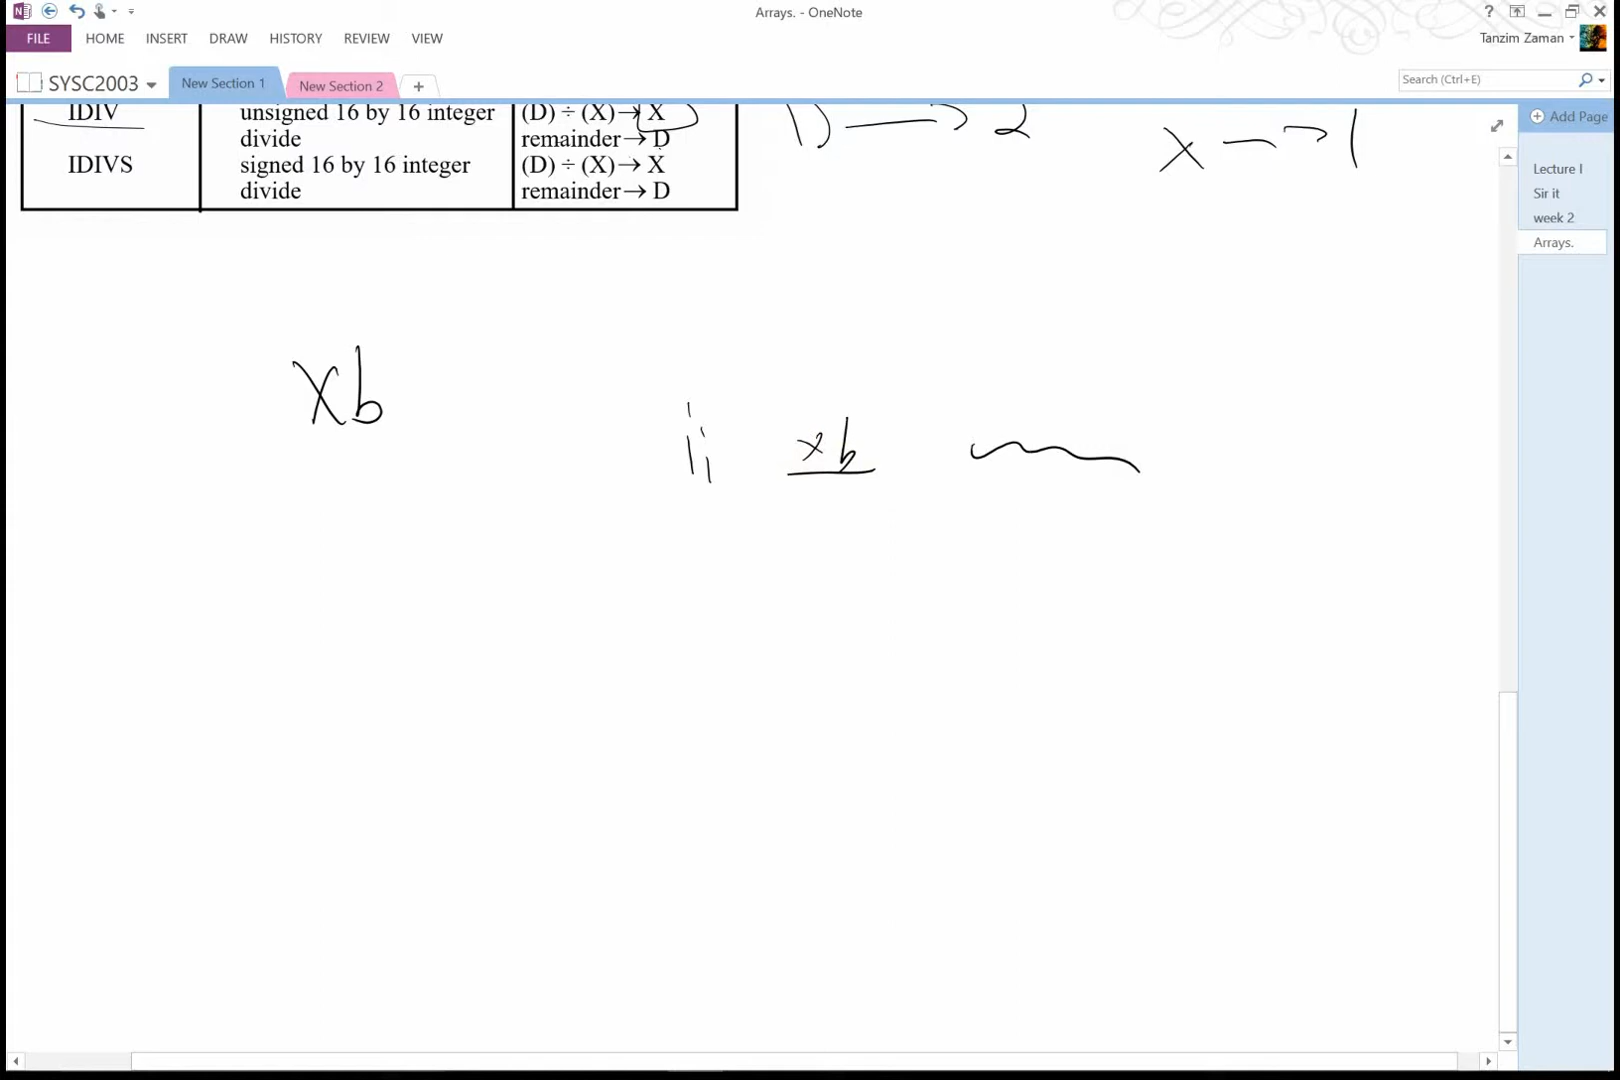 Arrays. - OneNote
?
FILE HOME INSERT DRAW HISTORY REVIEW VIEW
Tanzim Zaman
SYSC2003 New Section 1 New Section 2 +
Search (Ctrl+E)
Add Page
Lecture I
Sir it
week 2
Arrays.
IDIV unsigned 16 by 16 integer (D) ÷ (X)→ X
divide remainder→ D
IDIVS signed 16 by 16 integer (D) ÷ (X)→ X
divide remainder→ D
D → 2 x → 1
xb
xb